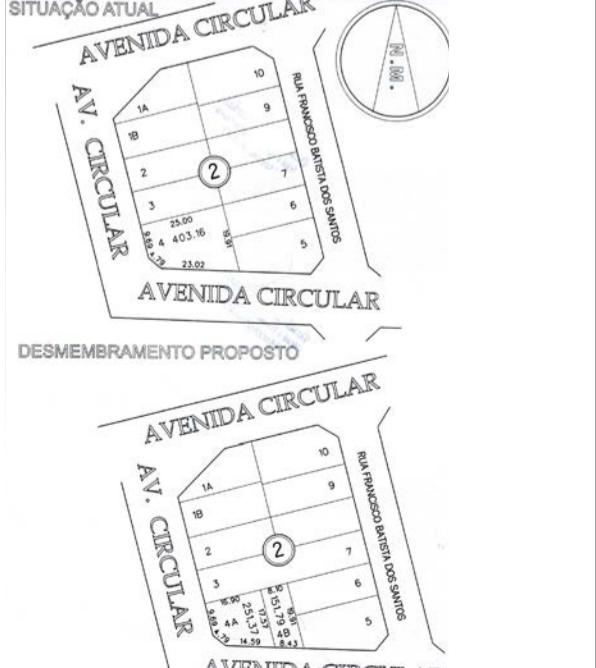 SITUAÇÃO ATUAL
AVENIDA CIRCULAR
N.M.
AV. CIRCULAR
RUA FRANCISCO BATISTA DOS SANTOS
10
1A
9
1B
2
2
7
3
6
25.00
4 403.16
19.91
5
9.69
4.79
23.02
AVENIDA CIRCULAR
DESMEMBRAMENTO PROPOSTO
AVENIDA CIRCULAR
AV. CIRCULAR
RUA FRANCISCO BATISTA DOS SANTOS
10
1A
9
1B
2
2
7
3
6
16.90
8.10
4A
251.37
17.57
151.79
19.91
4B
5
9.69
4.79
14.59
8.43
AVENIDA CIRCULAR